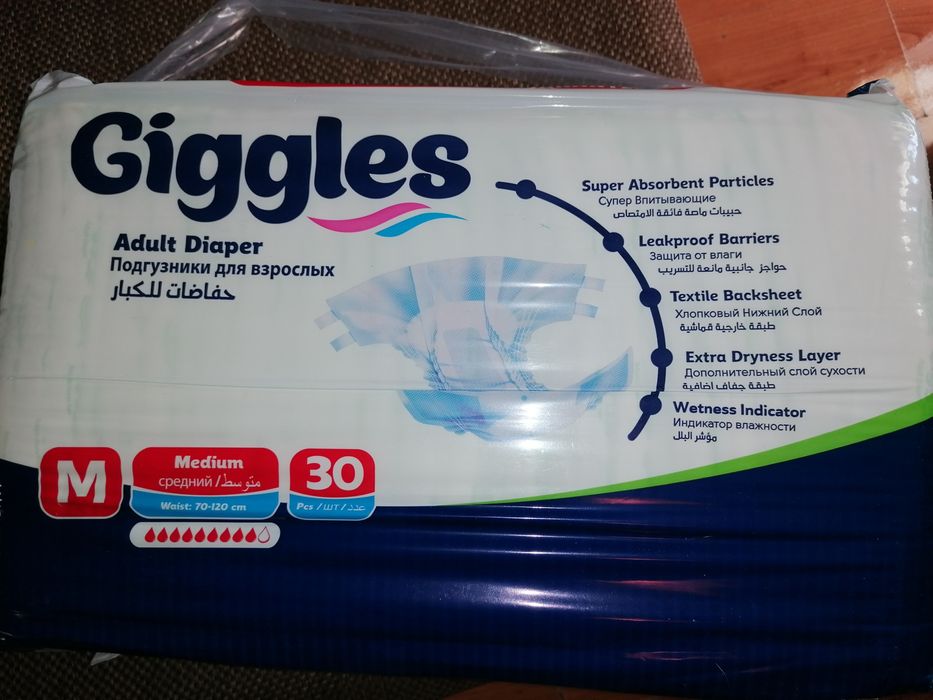 Giggles
Adult Diaper
Подгузники для взрослых
حفاضات للكبار
Super Absorbent Particles
Супер Впитывающие
حبيبات ماصة فائقة الامتصاص
Leakproof Barriers
Защита от влаги
حواجز جانبية مانعة للتسريب
Textile Backsheet
Хлопковый Нижний Слой
طبقة خارجية قماشية
Extra Dryness Layer
Дополнительный слой сухости
طبقة جفاف اضافية
Wetness Indicator
Индикатор влажности
مؤشر البلل
M
Medium
средний / متوسط
Waist: 70-120 cm
30
Pcs / шт / عدد